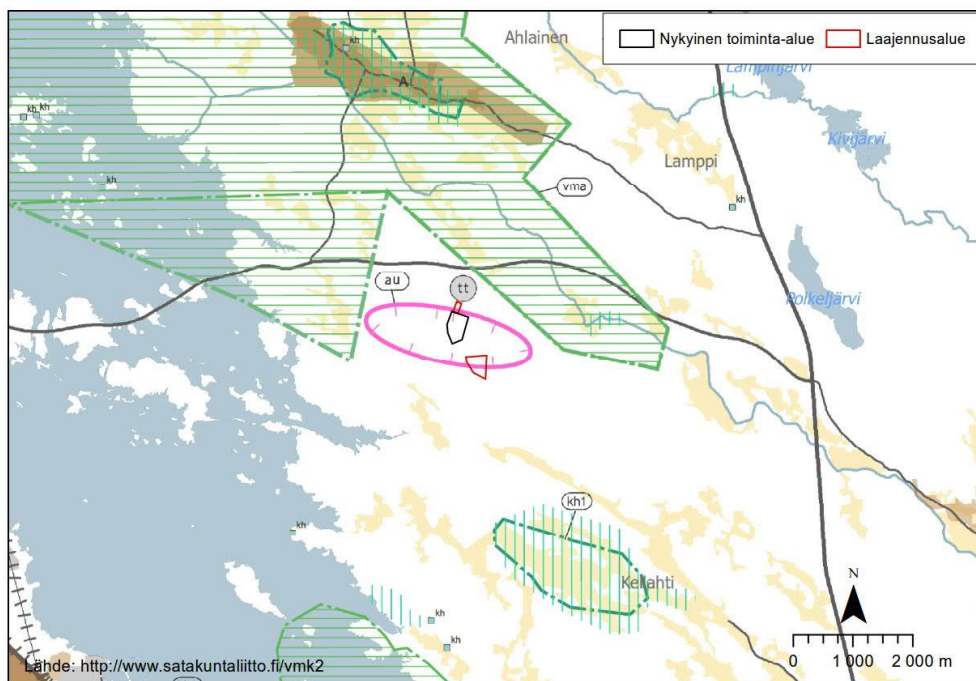 Ahlainen
Nykyinen toiminta-alue
Laajennusalue
Lampinjärvi
kh
A
kh
kh
Kivijärvi
Lamppi
kh
vma
kh
au
tt
Poikeljärvi
kh1
kh
Kellahti
kh
kh
N
Lähde: http://www.satakuntaliitto.fi/vmk2
0 1 000 2 000 m